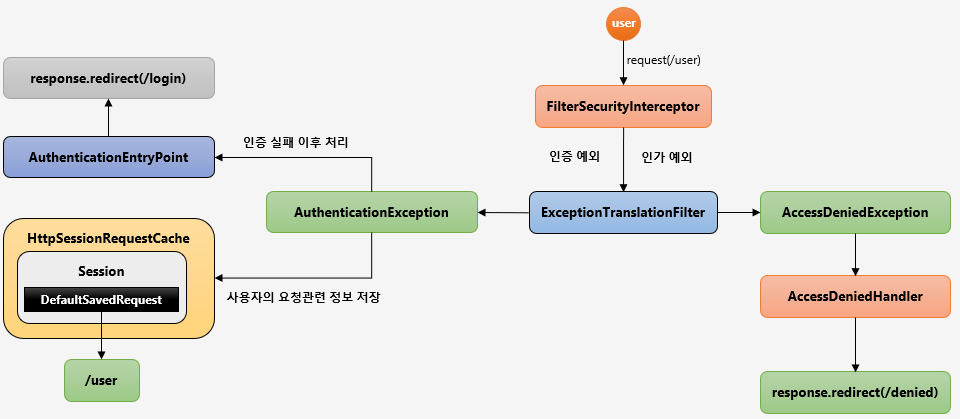 user
request(/user)
response.redirect(/login)
FilterSecurityInterceptor
인증 실패 이후 처리
인증 예외
인가 예외
AuthenticationEntryPoint
AuthenticationException
ExceptionTranslationFilter
AccessDeniedException
HttpSessionRequestCache
Session
DefaultSavedRequest
사용자의 요청관련 정보 저장
AccessDeniedHandler
/user
response.redirect(/denied)